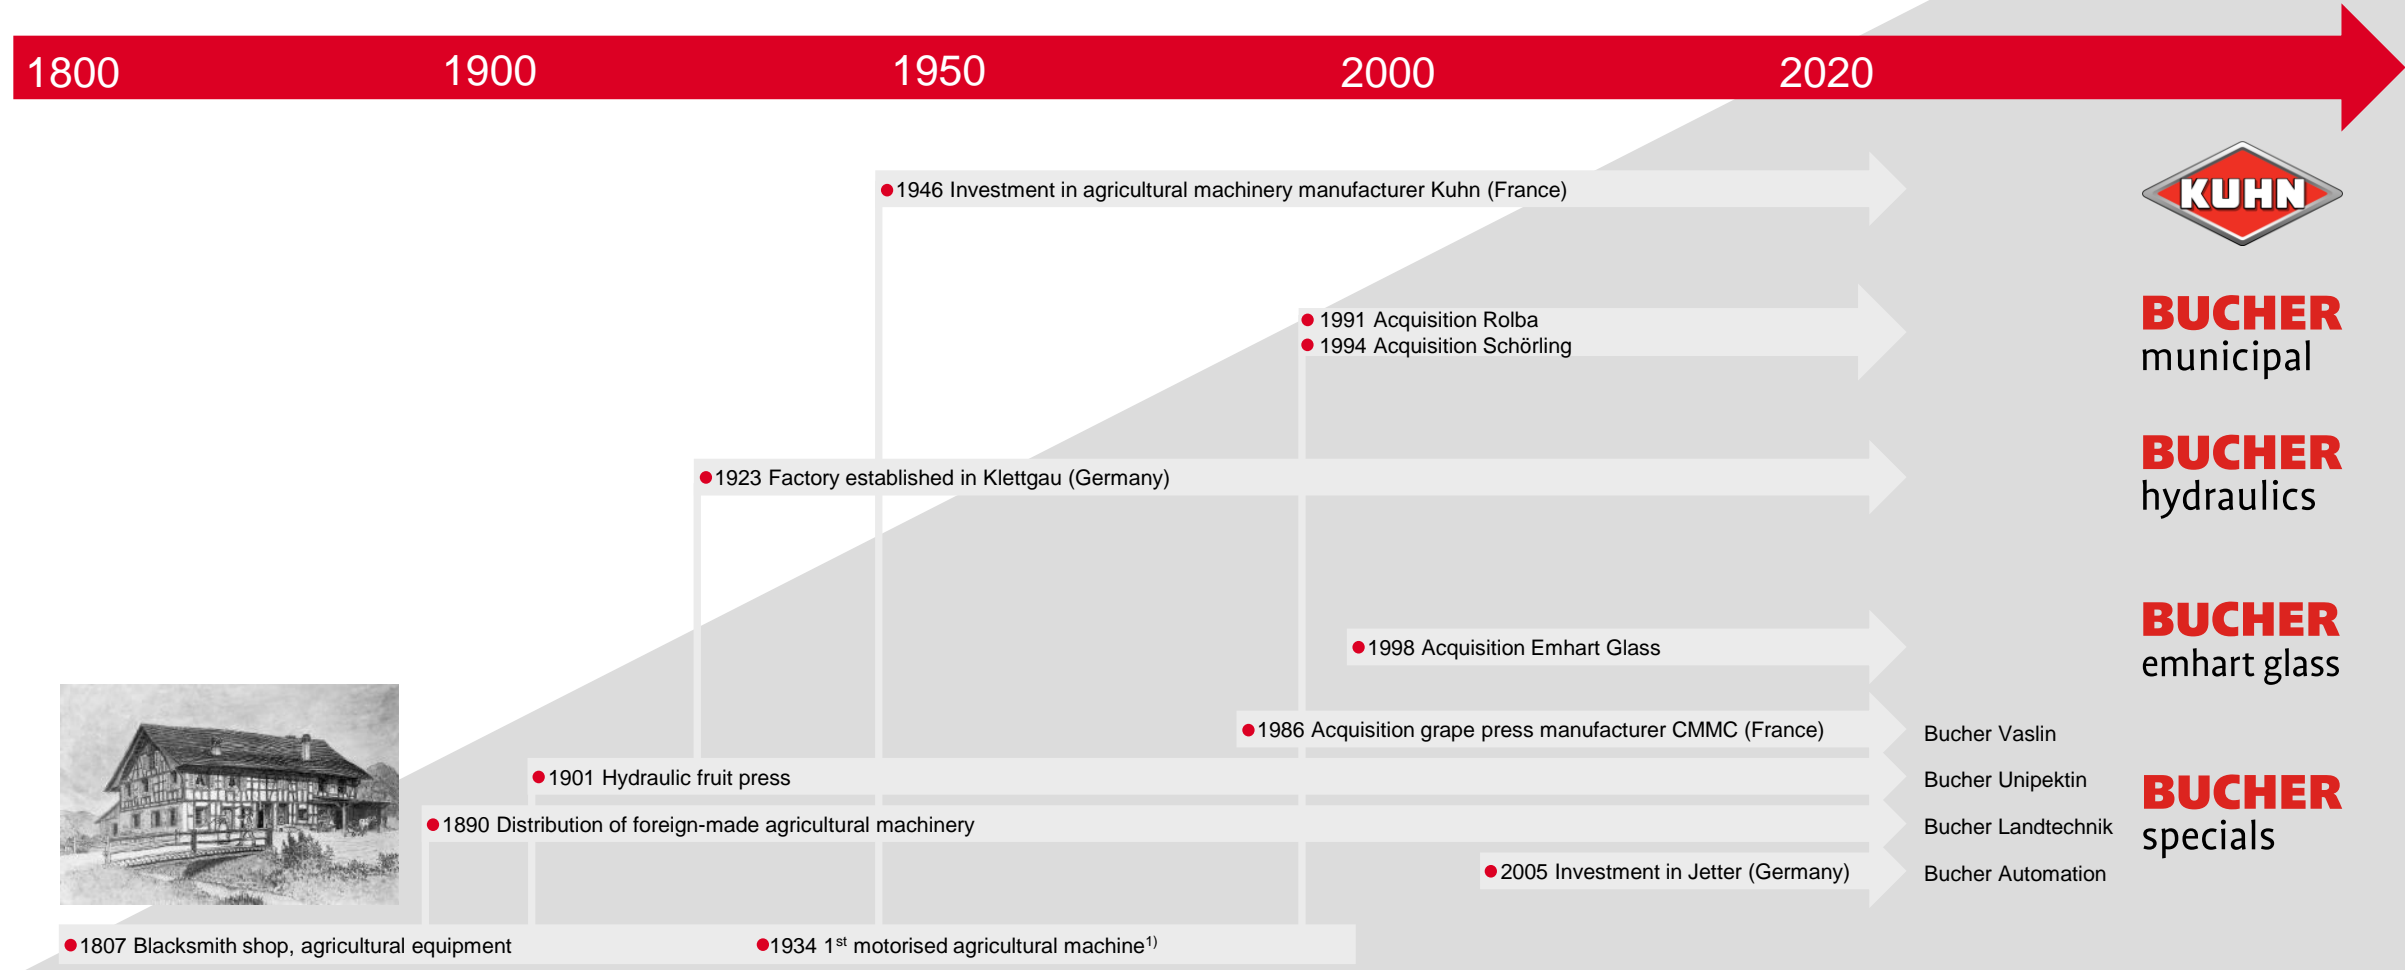 1800 1900 1950 2000 2020
1946 Investment in agricultural machinery manufacturer Kuhn (France)
KUHN
1991 Acquisition Rolba
1994 Acquisition Schörling
BUCHER
municipal
1923 Factory established in Klettgau (Germany)
BUCHER
hydraulics
1998 Acquisition Emhart Glass
BUCHER
emhart glass
1986 Acquisition grape press manufacturer CMMC (France)
Bucher Vaslin
1901 Hydraulic fruit press
Bucher Unipektin
1890 Distribution of foreign-made agricultural machinery
Bucher Landtechnik
2005 Investment in Jetter (Germany)
Bucher Automation
BUCHER
specials
1807 Blacksmith shop, agricultural equipment
1934 1st motorised agricultural machine1)